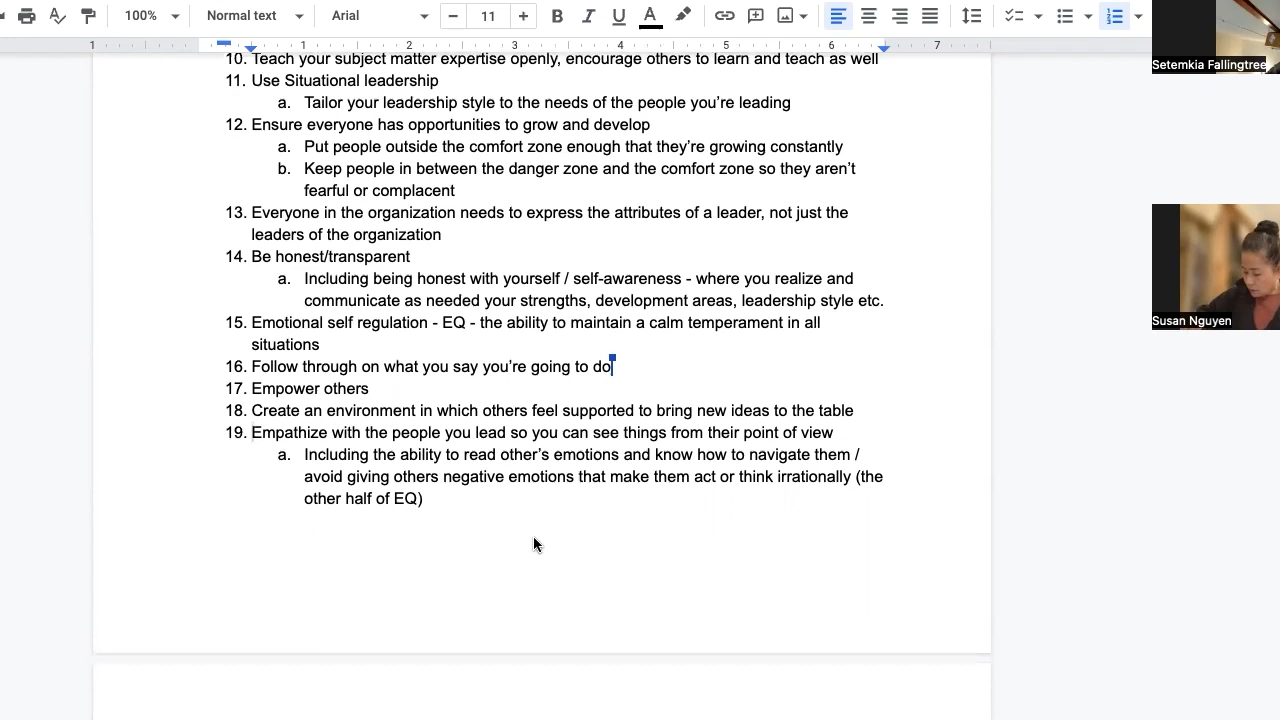 100% Normal text Arial 11 B I U A
1 1 2 3 4 5 6 7
Setemkia Fallingtree
10. Teach your subject matter expertise openly, encourage others to learn and teach as well
11. Use Situational leadership
a. Tailor your leadership style to the needs of the people you’re leading
12. Ensure everyone has opportunities to grow and develop
a. Put people outside the comfort zone enough that they’re growing constantly
b. Keep people in between the danger zone and the comfort zone so they aren’t
fearful or complacent
13. Everyone in the organization needs to express the attributes of a leader, not just the
leaders of the organization
14. Be honest/transparent
a. Including being honest with yourself / self-awareness - where you realize and
communicate as needed your strengths, development areas, leadership style etc.
15. Emotional self regulation - EQ - the ability to maintain a calm temperament in all
situations
Susan Nguyen
16. Follow through on what you say you’re going to do
17. Empower others
18. Create an environment in which others feel supported to bring new ideas to the table
19. Empathize with the people you lead so you can see things from their point of view
a. Including the ability to read other’s emotions and know how to navigate them /
avoid giving others negative emotions that make them act or think irrationally (the
other half of EQ)